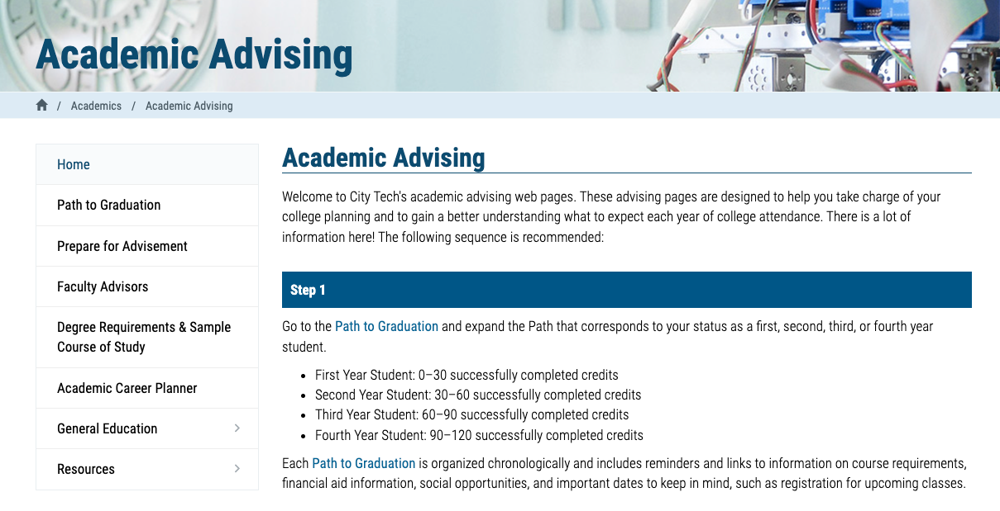 Academic Advising
/ Academics / Academic Advising
Home
Path to Graduation
Prepare for Advisement
Faculty Advisors
Degree Requirements & Sample
Course of Study
Academic Career Planner
General Education
Resources
Academic Advising
Welcome to City Tech's academic advising web pages. These advising pages are designed to help you take charge of your
college planning and to gain a better understanding what to expect each year of college attendance. There is a lot of
information here! The following sequence is recommended:
Step 1
Go to the Path to Graduation and expand the Path that corresponds to your status as a first, second, third, or fourth year
student.
• First Year Student: 0–30 successfully completed credits
• Second Year Student: 30–60 successfully completed credits
• Third Year Student: 60–90 successfully completed credits
• Fourth Year Student: 90–120 successfully completed credits
Each Path to Graduation is organized chronologically and includes reminders and links to information on course requirements,
financial aid information, social opportunities, and important dates to keep in mind, such as registration for upcoming classes.